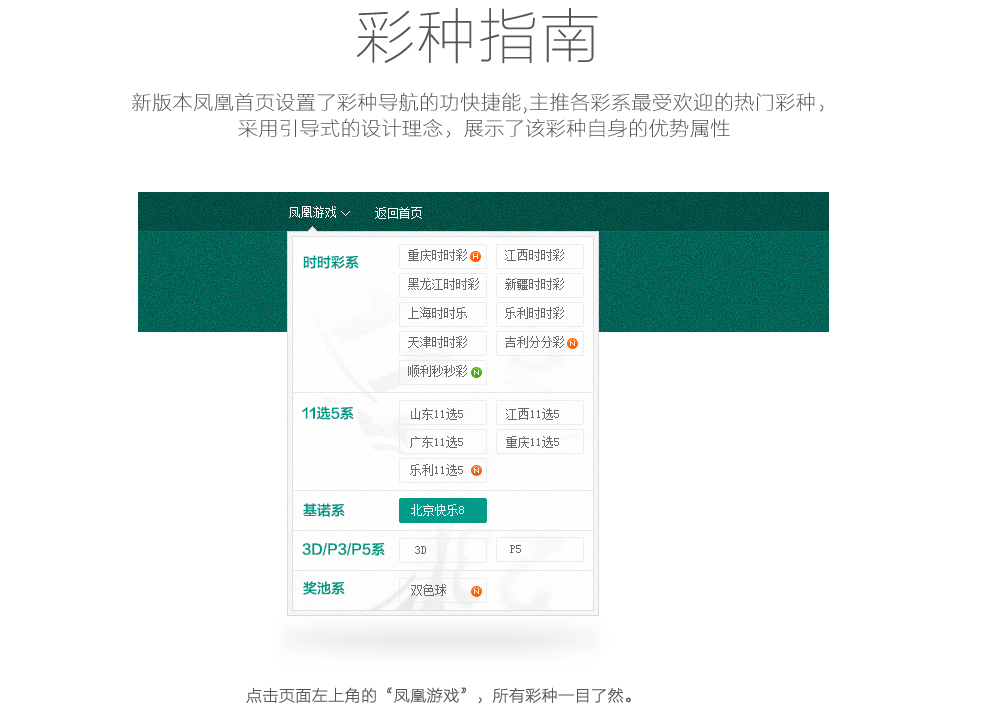 彩种指南
新版本凤凰首页设置了彩种导航的功快捷能,主推各彩系最受欢迎的热门彩种，
采用引导式的设计理念，展示了该彩种自身的优势属性
凤凰游戏 返回首页
时时彩系 重庆时时彩 H 江西时时彩
黑龙江时时彩 新疆时时彩
上海时时乐 乐利时时彩
天津时时彩 吉利分分彩 N
顺利秒秒彩 N
11选5系 山东11选5 江西11选5
广东11选5 重庆11选5
乐利11选5 N
基诺系 北京快乐8
3D/P3/P5系 3D P5
奖池系 双色球 N
点击页面左上角的“凤凰游戏”，所有彩种一目了然。